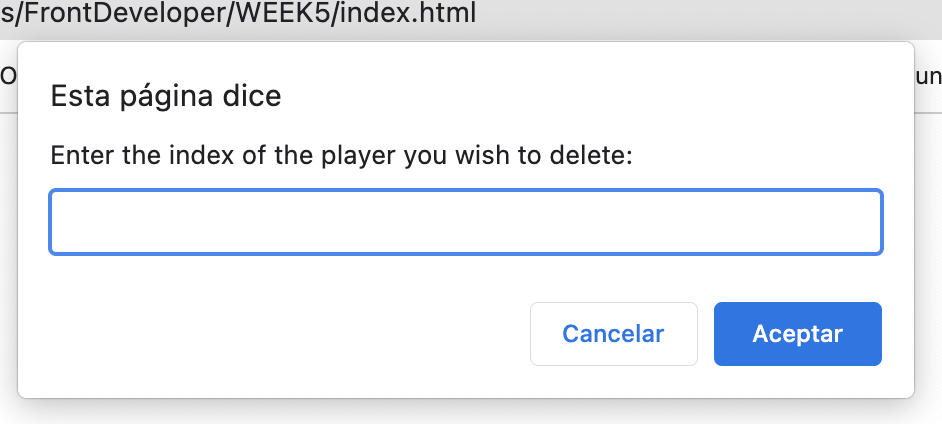 s/FrontDeveloper/WEEK5/index.html
O
un
Esta página dice
Enter the index of the player you wish to delete:
Cancelar
Aceptar